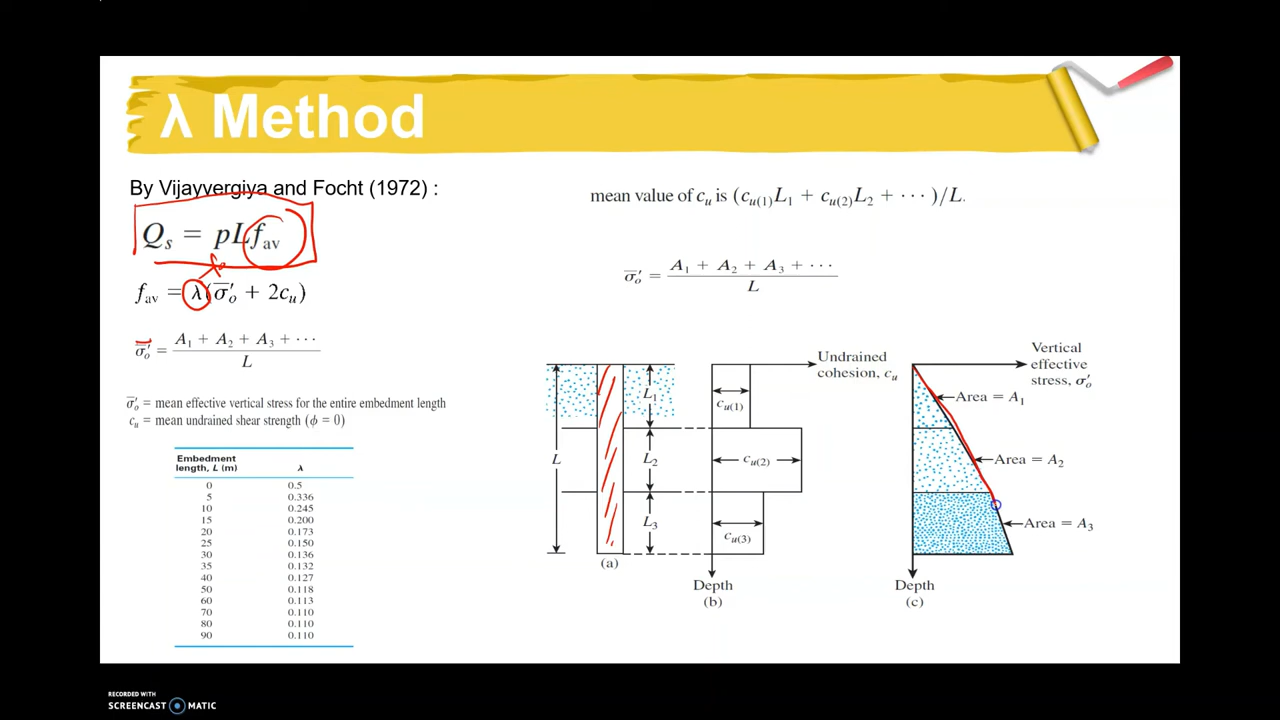 λ Method
By Vijayvergiya and Focht (1972) :
Qs = pLfav
fav = λ(σ̅′o + 2cu)
σ̅′o = (A1 + A2 + A3 + ···)/L
σ̅′o = mean effective vertical stress for the entire embedment length
cu = mean undrained shear strength (ϕ = 0)
Embedment length, L (m) λ
0 0.5
5 0.336
10 0.245
15 0.200
20 0.173
25 0.150
30 0.136
35 0.132
40 0.127
50 0.118
60 0.113
70 0.110
80 0.110
90 0.110
mean value of cu is (cu(1)L1 + cu(2)L2 + ···)/L.
σ̅′o = (A1 + A2 + A3 + ···)/L
L
L1
L2
L3
(a)
Undrained
cohesion, cu
cu(1)
cu(2)
cu(3)
Depth
(b)
Vertical
effective
stress, σ′o
Area = A1
Area = A2
Area = A3
Depth
(c)
RECORDED WITH
SCREENCAST MATIC